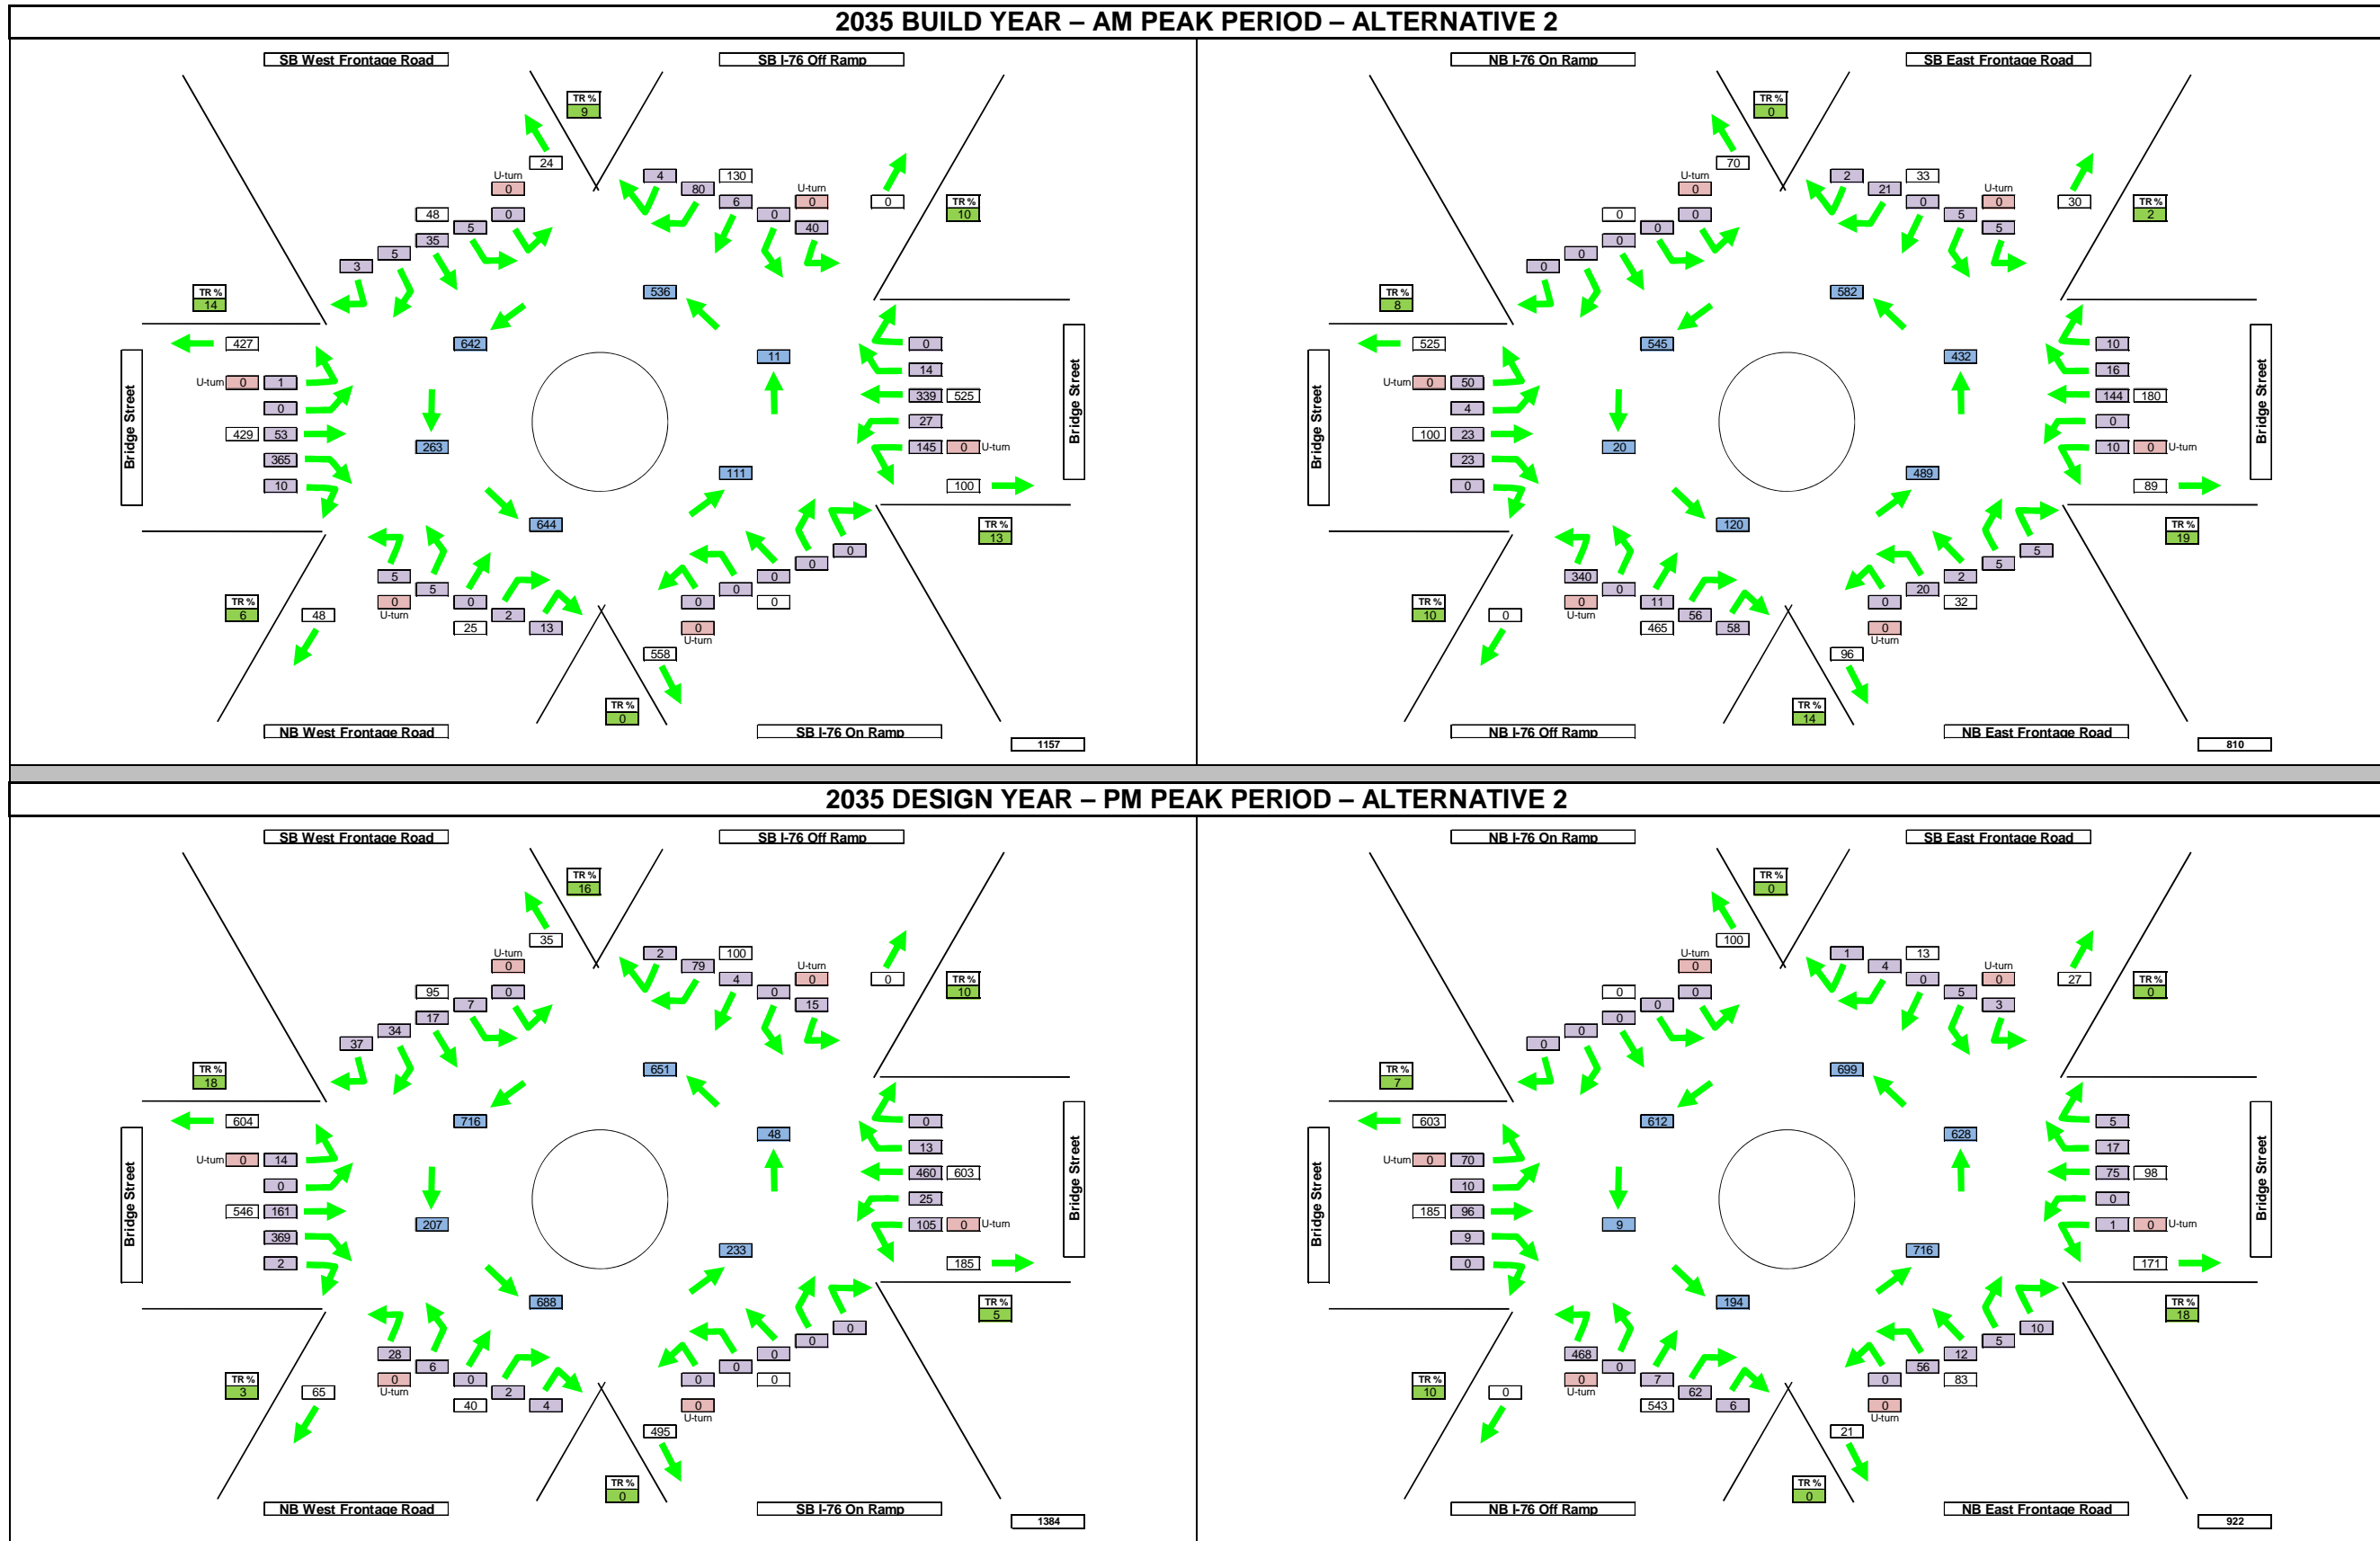 2035 BUILD YEAR – AM PEAK PERIOD – ALTERNATIVE 2
SB West Frontage Road
SB I-76 Off Ramp
TR %
9
24
U-turn
0
4
130
80
U-turn
6
0
0
TR %
10
48
0
0
40
5
35
5
3
TR %
14
536
642
11
427
U-turn 0 1
0
429 53
365
10
Bridge Street
0
14
339 525
27
145 0 U-turn
100
Bridge Street
263
111
644
TR %
13
5
5
0
U-turn
0
25
2
13
0
0
0
0
0
0
0
U-turn
TR %
6
48
558
TR %
0
NB West Frontage Road
SB I-76 On Ramp
1157
NB I-76 On Ramp
SB East Frontage Road
TR %
0
70
U-turn
0
2
33
21
U-turn
0
0
30
TR %
2
0
0
5
5
0
0
0
0
TR %
8
582
545
432
525
U-turn 0 50
4
100 23
23
0
Bridge Street
10
16
144 180
0
10 0 U-turn
89
Bridge Street
20
489
120
TR %
19
340
0
0
U-turn
11
465
56
58
5
5
2
20
0
32
0
U-turn
TR %
10
0
96
TR %
14
NB I-76 Off Ramp
NB East Frontage Road
810
2035 DESIGN YEAR – PM PEAK PERIOD – ALTERNATIVE 2
SB West Frontage Road
SB I-76 Off Ramp
TR %
16
35
U-turn
0
2
100
79
U-turn
4
0
0
TR %
10
95
0
0
15
7
17
34
37
TR %
18
651
716
48
604
U-turn 0 14
0
546 161
369
2
Bridge Street
0
13
460 603
25
105 0 U-turn
185
Bridge Street
207
233
688
TR %
5
28
6
0
U-turn
0
40
2
4
0
0
0
0
0
0
0
U-turn
TR %
3
65
495
TR %
0
NB West Frontage Road
SB I-76 On Ramp
1384
NB I-76 On Ramp
SB East Frontage Road
TR %
0
100
U-turn
0
1
13
4
U-turn
0
0
27
TR %
0
0
0
5
3
0
0
0
0
TR %
7
699
612
628
603
U-turn 0 70
10
185 96
9
0
Bridge Street
5
17
75 98
0
1 0 U-turn
171
Bridge Street
9
716
194
TR %
18
468
0
0
U-turn
7
543
62
6
10
5
12
56
0
83
0
U-turn
TR %
10
0
21
TR %
0
NB I-76 Off Ramp
NB East Frontage Road
922